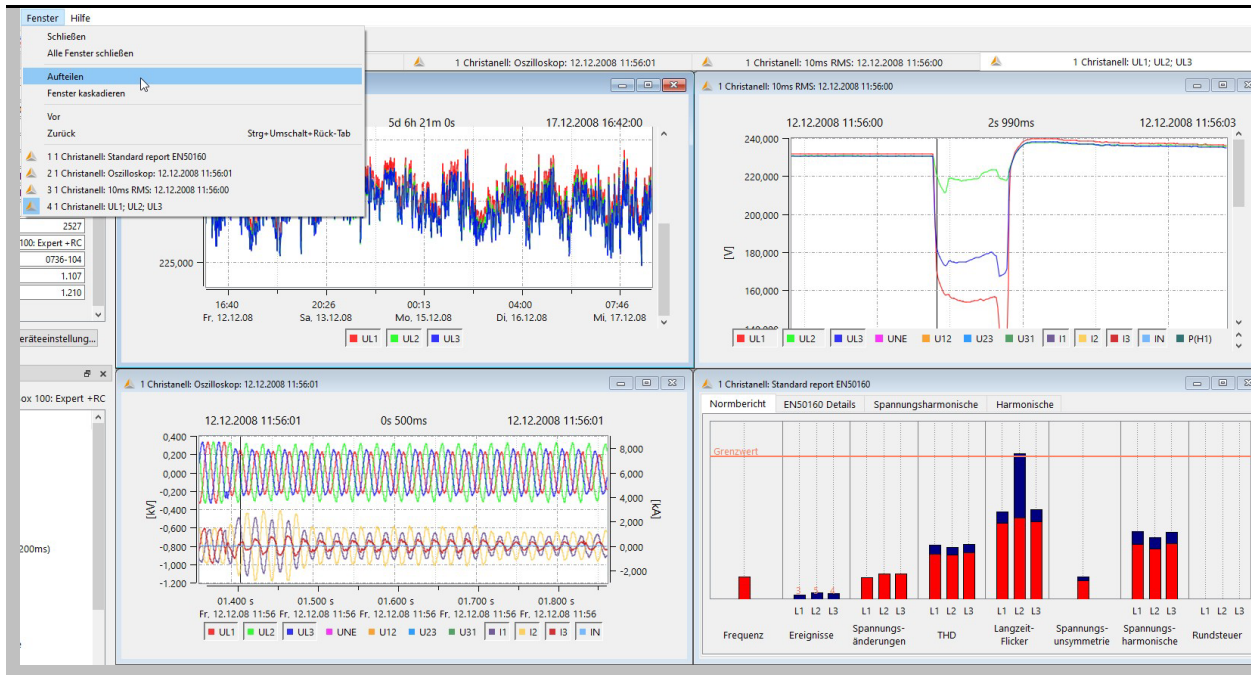 Fenster Hilfe
Schließen
Alle Fenster schließen
Aufteilen
Fenster kaskadieren
Vor
Zurück Strg+Umschalt+Rück-Tab
1 1 Christanell: Standard report EN50160
2 1 Christanell: Oszilloskop: 12.12.2008 11:56:01
3 1 Christanell: 10ms RMS: 12.12.2008 11:56:00
4 1 Christanell: UL1; UL2; UL3
2527
100: Expert +RC
0736-104
1.107
1.210
eräteeinstellung...
ox 100: Expert +RC
200ms)
1 Christanell: Oszilloskop: 12.12.2008 11:56:01
1 Christanell: 10ms RMS: 12.12.2008 11:56:00
1 Christanell: UL1; UL2; UL3
5d 6h 21m 0s 17.12.2008 16:42:00
225,000
16:40 20:26 00:13 04:00 07:46
Fr, 12.12.08 Sa, 13.12.08 Mo, 15.12.08 Di, 16.12.08 Mi, 17.12.08
UL1 UL2 UL3
1 Christanell: 10ms RMS: 12.12.2008 11:56:00
12.12.2008 11:56:00 2s 990ms 12.12.2008 11:56:03
240,000
220,000
200,000
[V]
180,000
160,000
140,000
UL1 UL2 UL3 UNE U12 U23 U31 I1 I2 I3 IN P(H1)
1 Christanell: Oszilloskop: 12.12.2008 11:56:01
12.12.2008 11:56:01 0s 500ms 12.12.2008 11:56:01
0,400
0,200
0,000
-0,200
-0,400
-0,600
-0,800
-1,000
-1,200
[kV]
8,000
6,000
4,000
2,000
0,000
-2,000
[kA]
01.400 s 01.500 s 01.600 s 01.700 s 01.800 s
Fr, 12.12.08 11:56 Fr, 12.12.08 11:56 Fr, 12.12.08 11:56 Fr, 12.12.08 11:56 Fr, 12.12.08 11:56
UL1 UL2 UL3 UNE U12 U23 U31 I1 I2 I3 IN
1 Christanell: Standard report EN50160
Normbericht EN50160 Details Spannungsharmonische Harmonische
Grenzwert
3 5 4
L1 L2 L3 L1 L2 L3 L1 L2 L3 L1 L2 L3 L1 L2 L3 L1 L2 L3
Frequenz Ereignisse Spannungs-änderungen THD Langzeit-Flicker Spannungs-unsymmetrie Spannungs-harmonische Rundsteuer